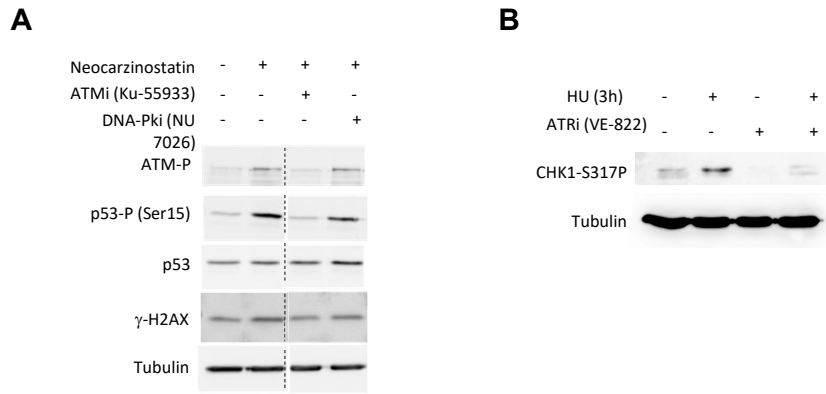 A
Neocarzinostatin - + + +
ATMi (Ku-55933) - - + -
DNA-Pki (NU 7026) - - - +
ATM-P
p53-P (Ser15)
p53
γ-H2AX
Tubulin
B
HU (3h) - + - +
ATRi (VE-822) - - + +
CHK1-S317P
Tubulin